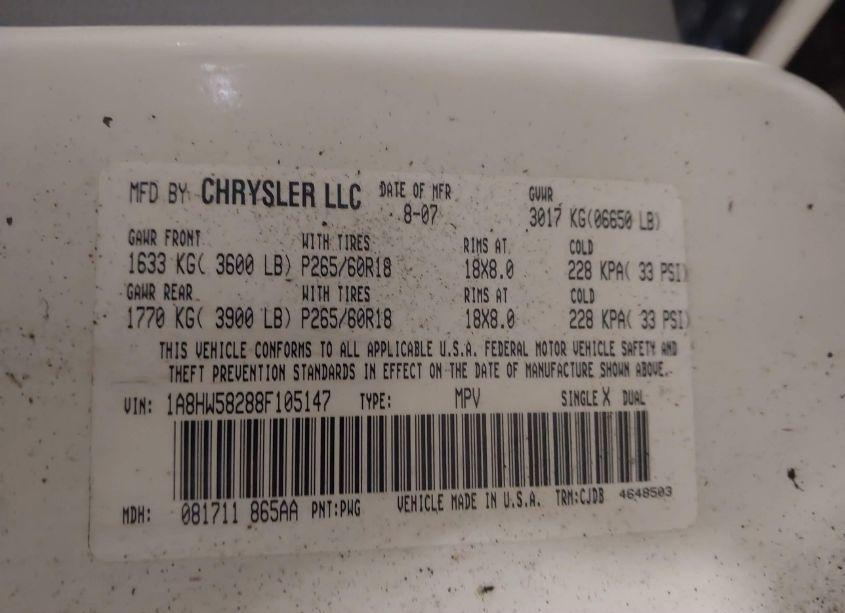 MFD BY CHRYSLER LLC DATE OF MFR GVWR
8-07 3017 KG(06650 LB)
GAWR FRONT WITH TIRES RIMS AT COLD
1633 KG( 3600 LB) P265/60R18 18X8.0 228 KPA( 33 PSI)
GAWR REAR WITH TIRES RIMS AT COLD
1770 KG( 3900 LB) P265/60R18 18X8.0 228 KPA( 33 PSI)
THIS VEHICLE CONFORMS TO ALL APPLICABLE U.S.A. FEDERAL MOTOR VEHICLE SAFETY AND
THEFT PREVENTION STANDARDS IN EFFECT ON THE DATE OF MANUFACTURE SHOWN ABOVE.
VIN: 1A8HW58288F105147 TYPE: MPV SINGLE X DUAL
MDH: 081711 865AA PNT:PWG VEHICLE MADE IN U.S.A. TRM:CJDB 4648503